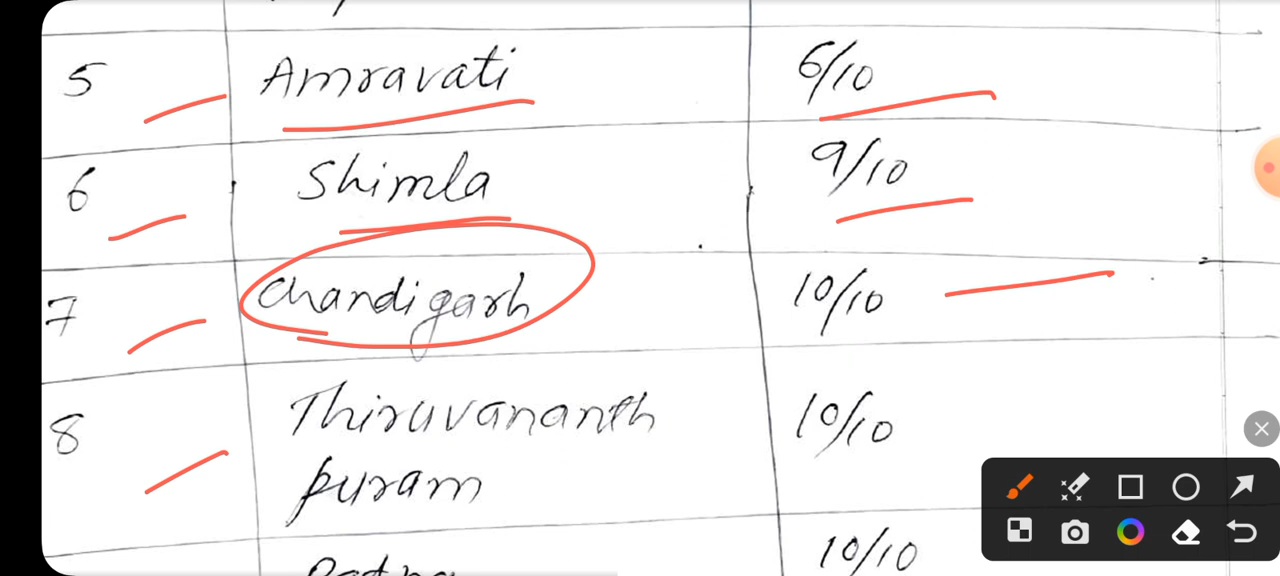 5 Amravati 6/10
6 Shimla 9/10
7 Chandigarh 10/10
8 Thiruvananth 10/10
puram
10/10